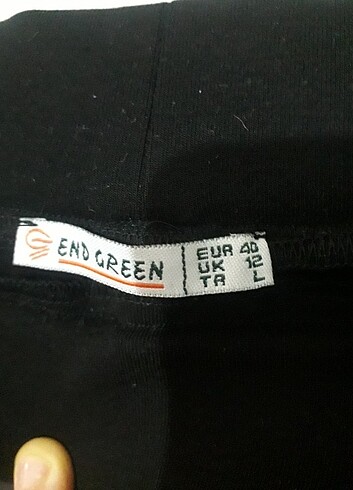 END GREEN
EUR 40
UK 12
TR L